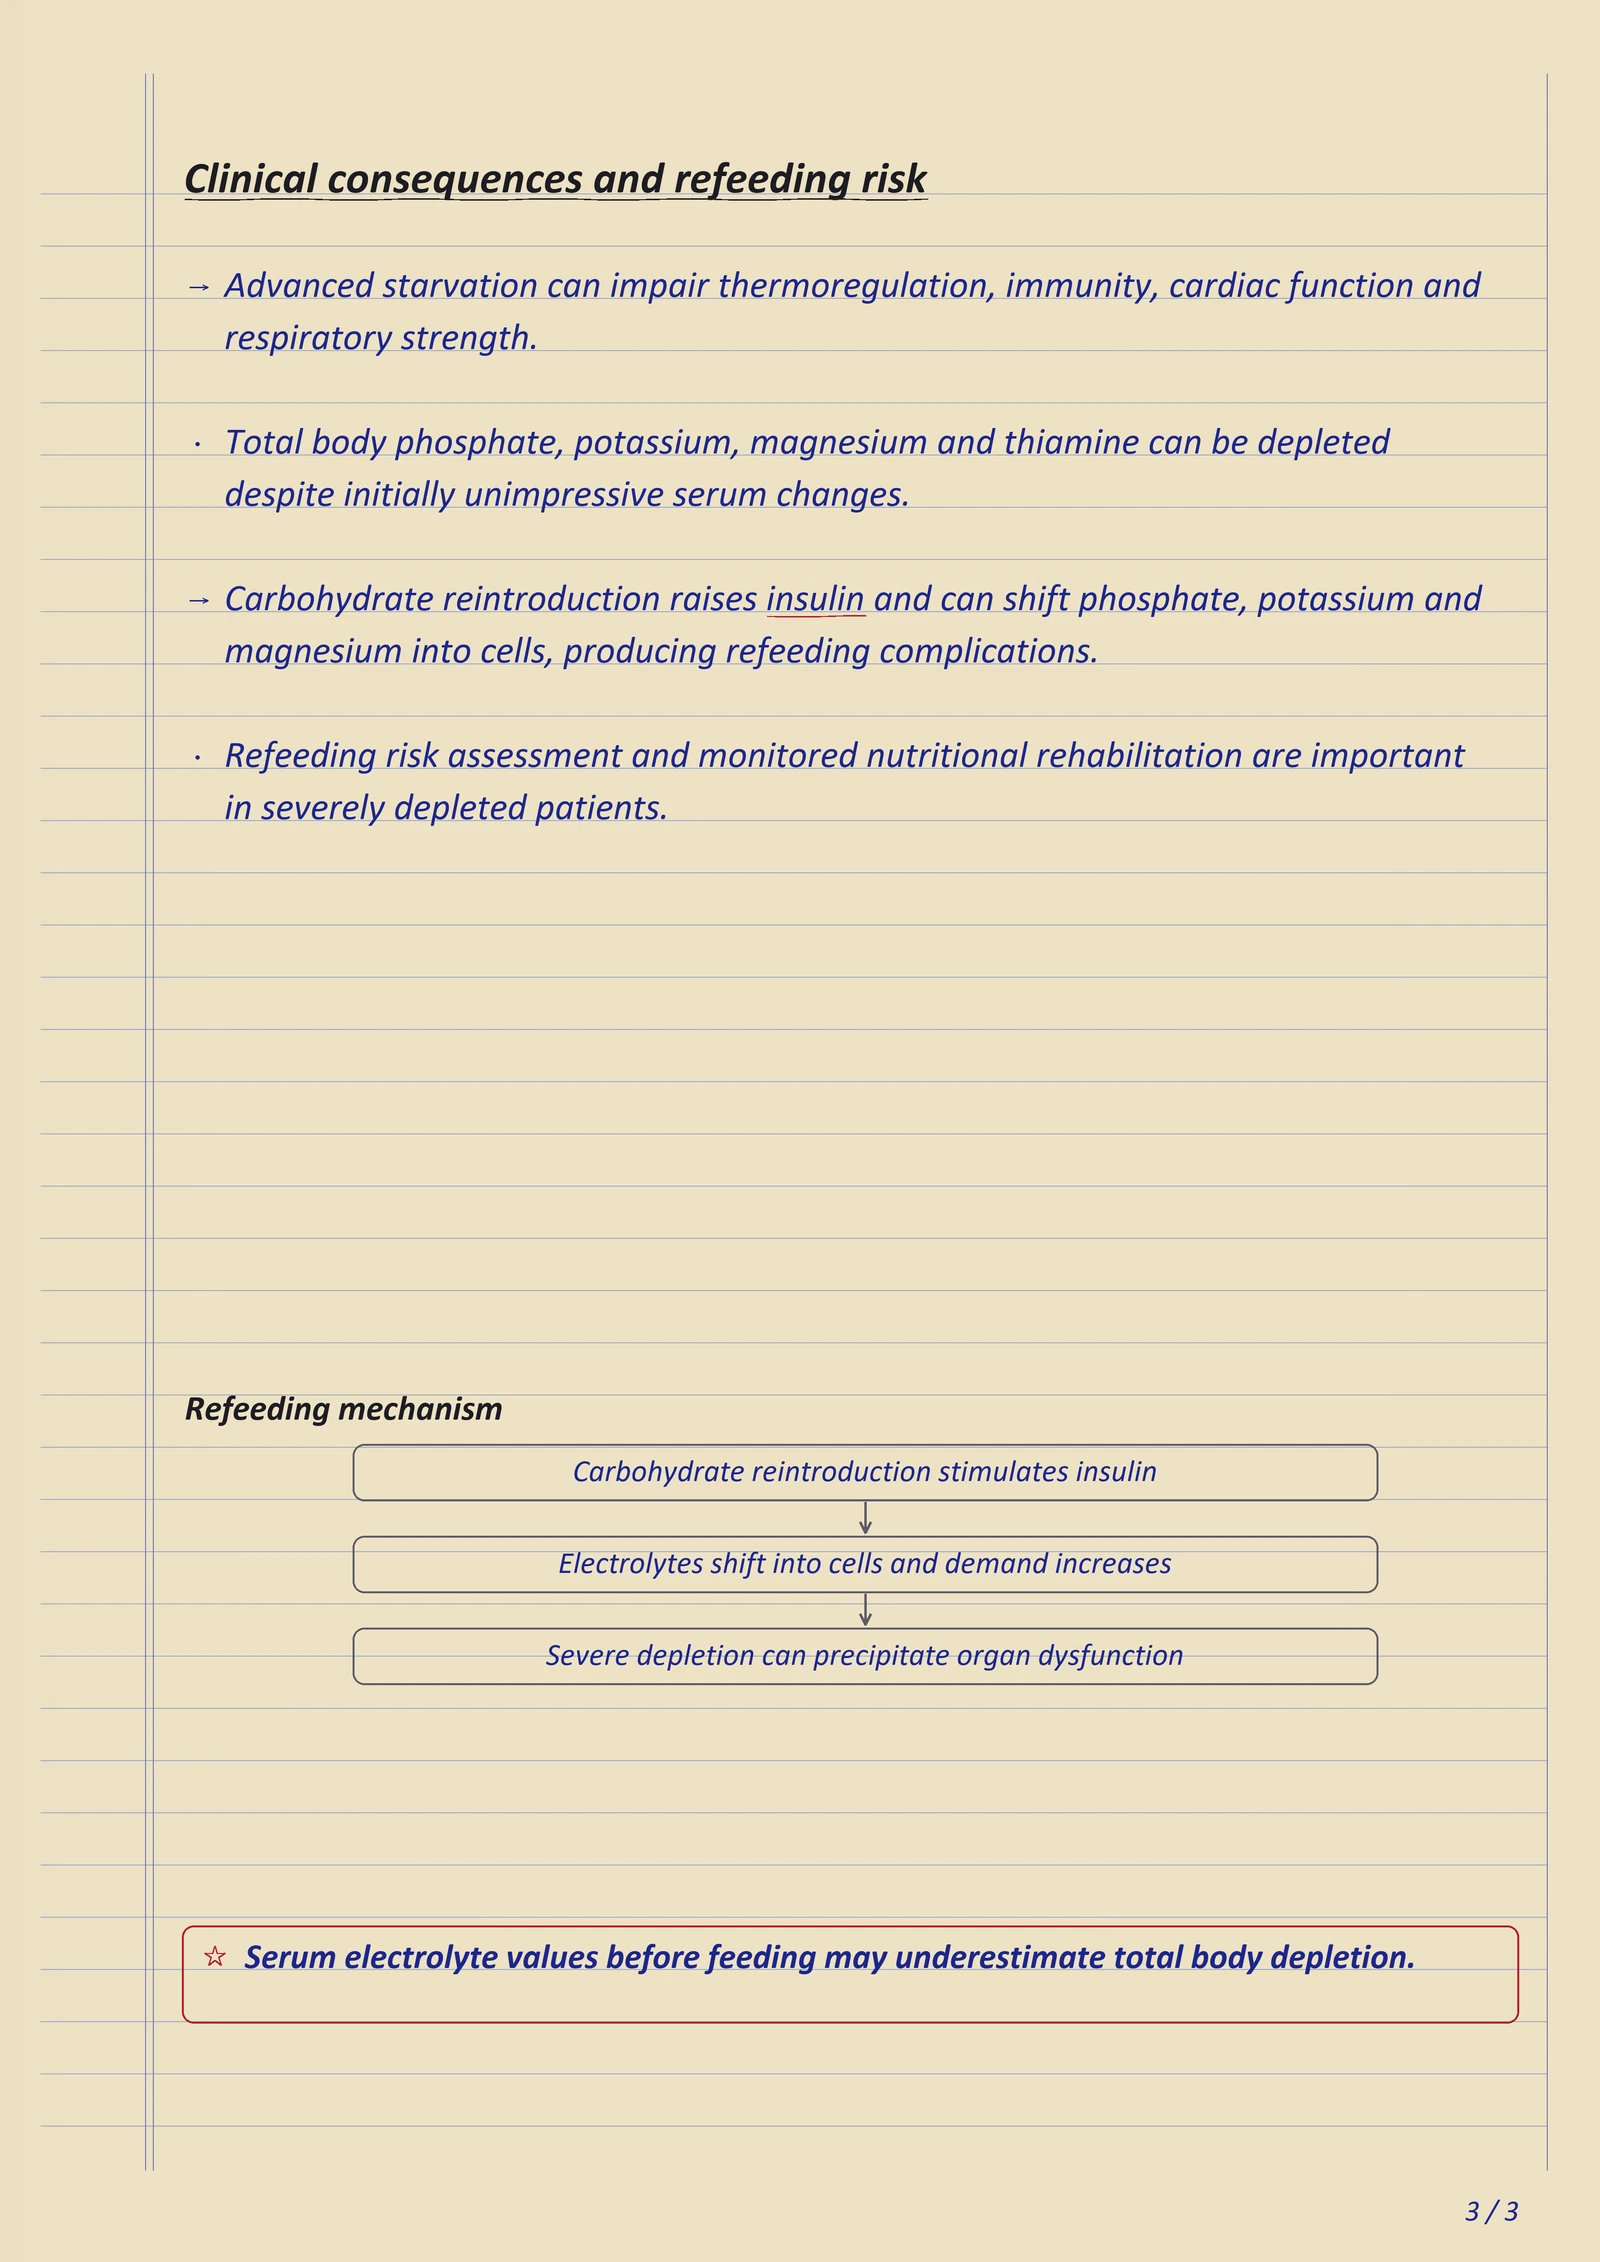 Clinical consequences and refeeding risk
→ Advanced starvation can impair thermoregulation, immunity, cardiac function and
respiratory strength.
· Total body phosphate, potassium, magnesium and thiamine can be depleted
despite initially unimpressive serum changes.
→ Carbohydrate reintroduction raises insulin and can shift phosphate, potassium and
magnesium into cells, producing refeeding complications.
· Refeeding risk assessment and monitored nutritional rehabilitation are important
in severely depleted patients.
Refeeding mechanism
Carbohydrate reintroduction stimulates insulin
Electrolytes shift into cells and demand increases
Severe depletion can precipitate organ dysfunction
☆ Serum electrolyte values before feeding may underestimate total body depletion.
3 / 3